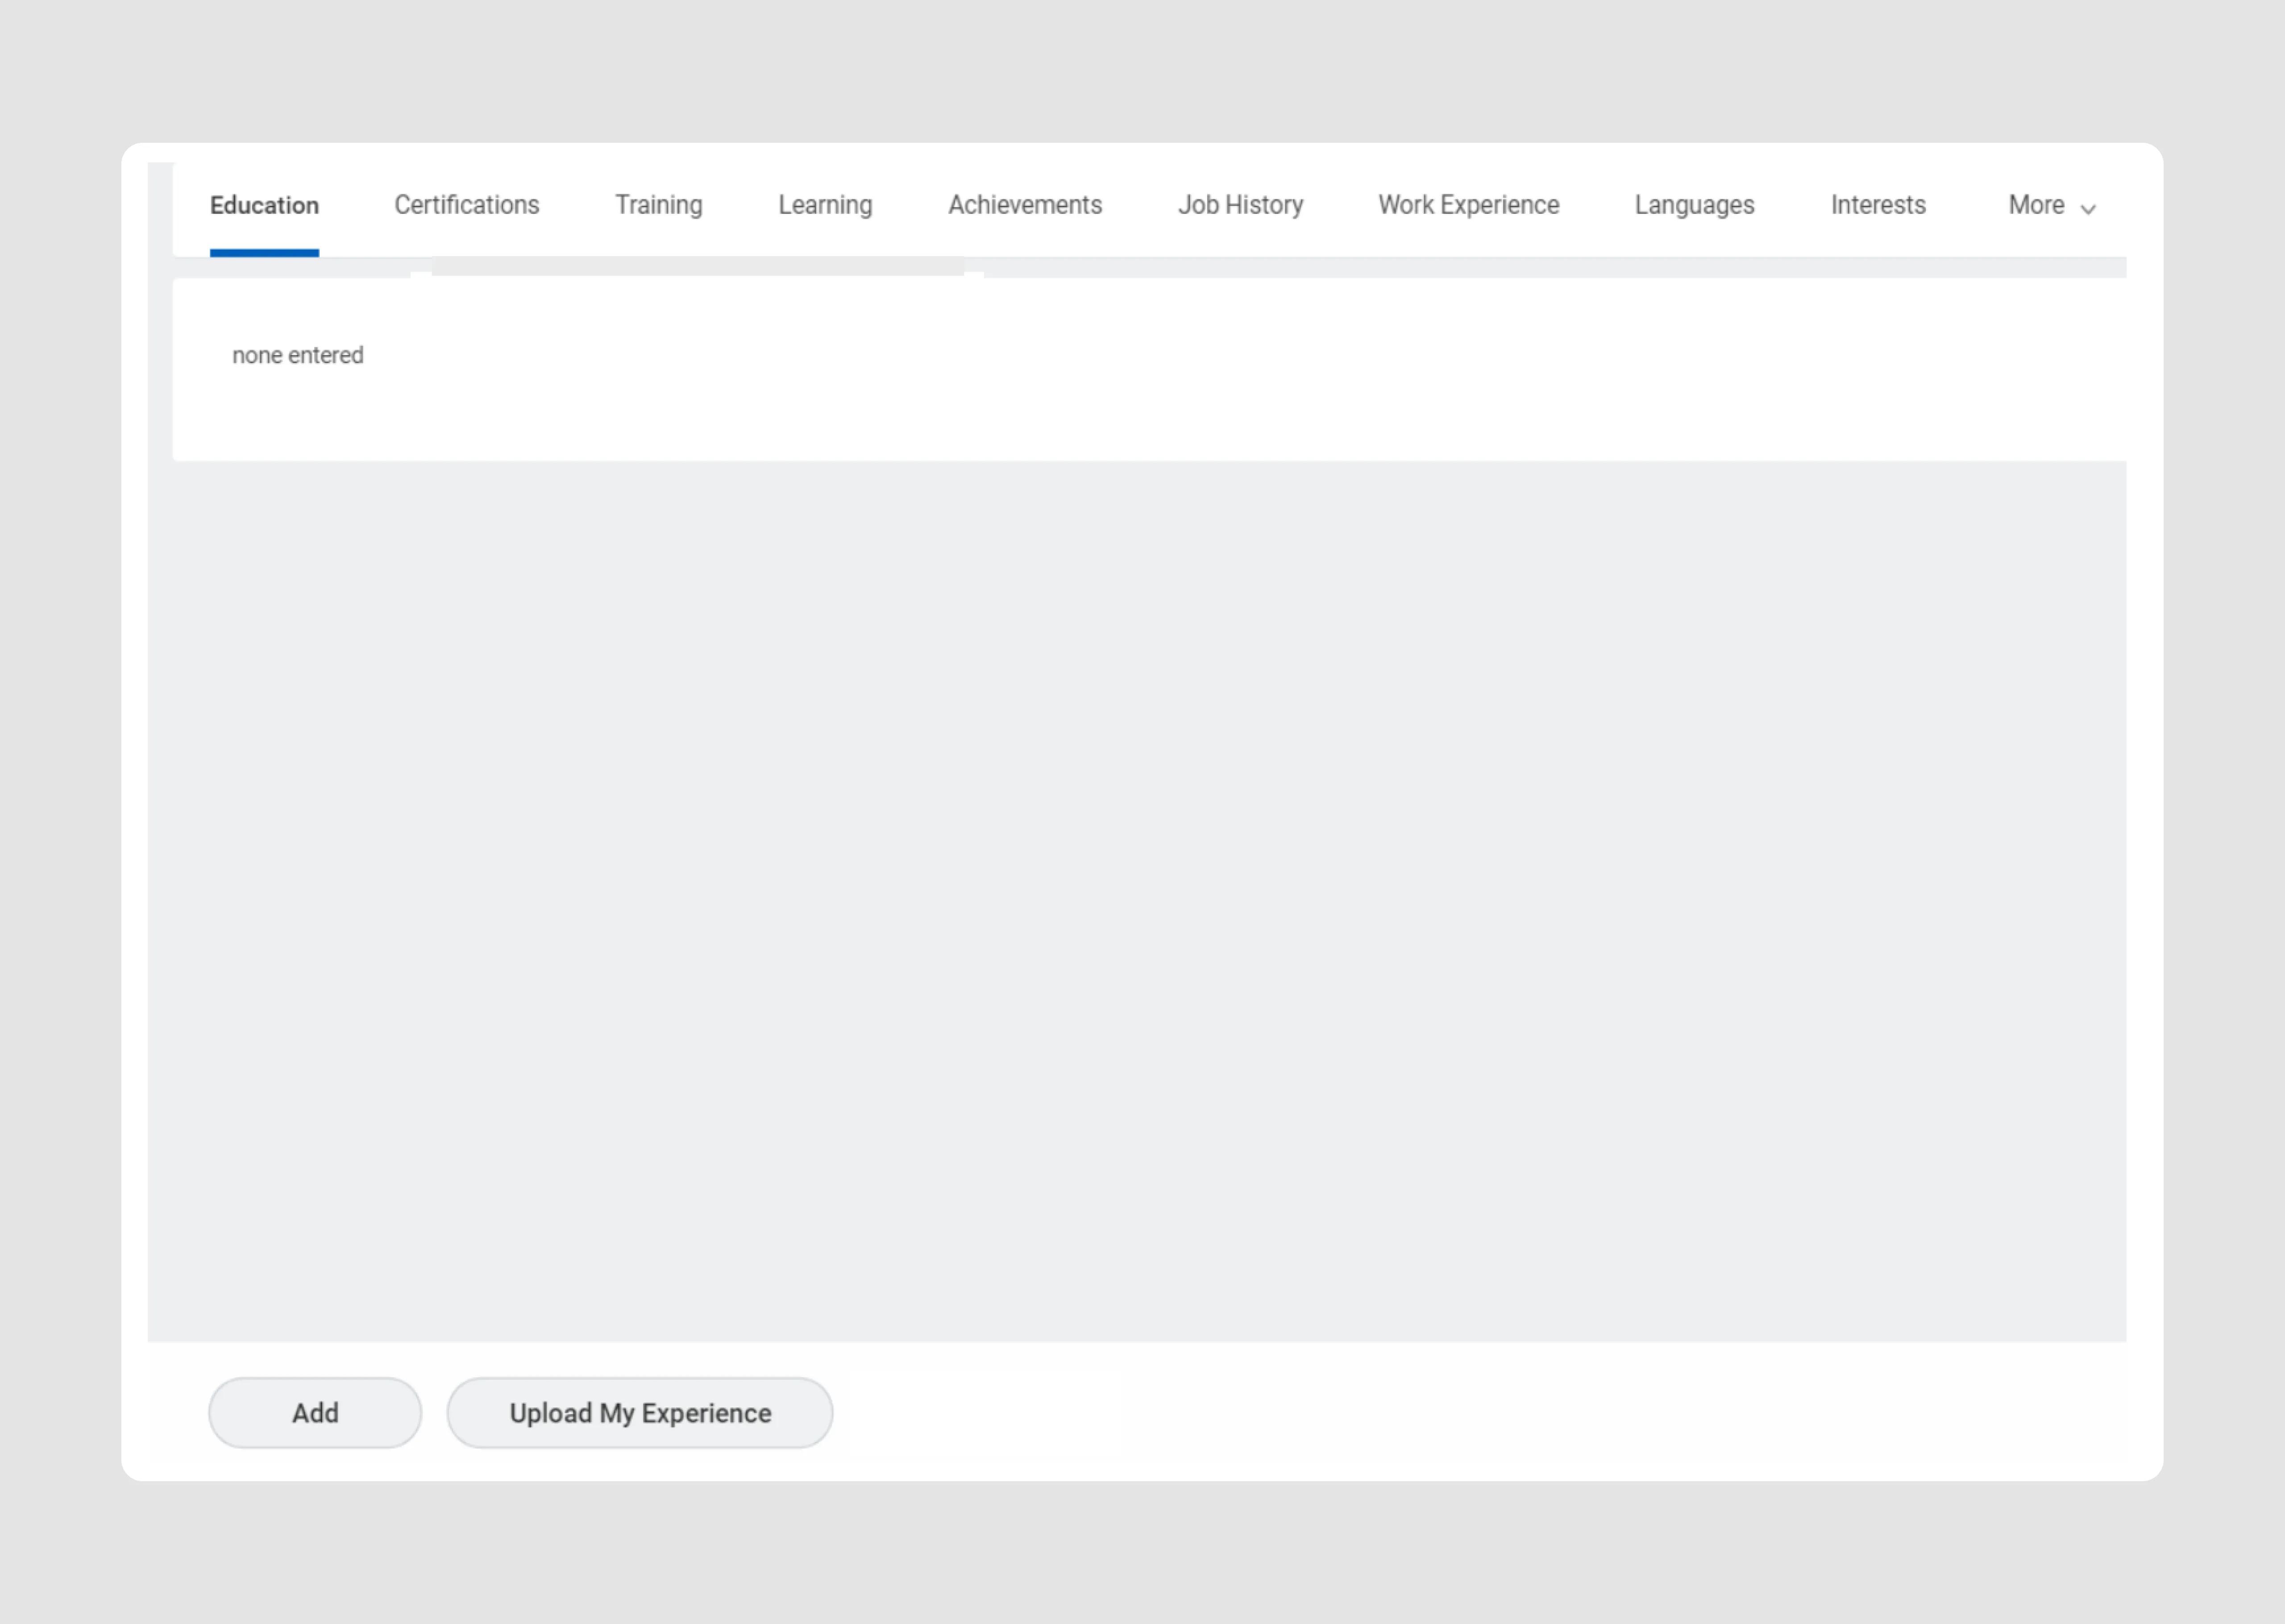 Education Certifications Training Learning Achievements Job History Work Experience Languages Interests More
none entered
Add Upload My Experience